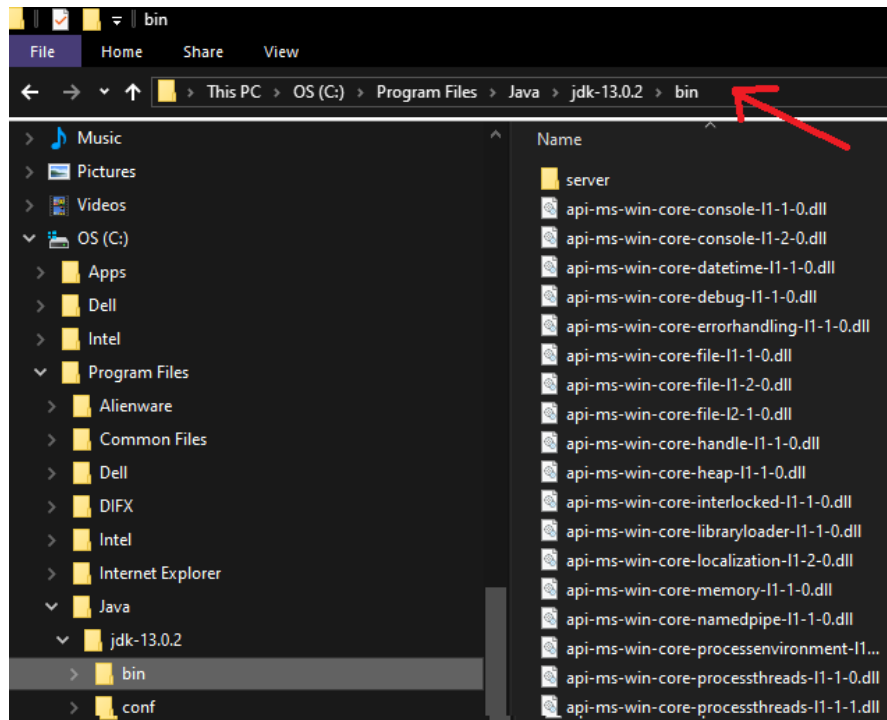 bin
File Home Share View
This PC > OS (C:) > Program Files > Java > jdk-13.0.2 > bin
Music
Pictures
Videos
OS (C:)
Apps
Dell
Intel
Program Files
Alienware
Common Files
Dell
DIFX
Intel
Internet Explorer
Java
jdk-13.0.2
bin
conf
Name
server
api-ms-win-core-console-l1-1-0.dll
api-ms-win-core-console-l1-2-0.dll
api-ms-win-core-datetime-l1-1-0.dll
api-ms-win-core-debug-l1-1-0.dll
api-ms-win-core-errorhandling-l1-1-0.dll
api-ms-win-core-file-l1-1-0.dll
api-ms-win-core-file-l1-2-0.dll
api-ms-win-core-file-l2-1-0.dll
api-ms-win-core-handle-l1-1-0.dll
api-ms-win-core-heap-l1-1-0.dll
api-ms-win-core-interlocked-l1-1-0.dll
api-ms-win-core-libraryloader-l1-1-0.dll
api-ms-win-core-localization-l1-2-0.dll
api-ms-win-core-memory-l1-1-0.dll
api-ms-win-core-namedpipe-l1-1-0.dll
api-ms-win-core-processenvironment-l1...
api-ms-win-core-processthreads-l1-1-0.dll
api-ms-win-core-processthreads-l1-1-1.dll